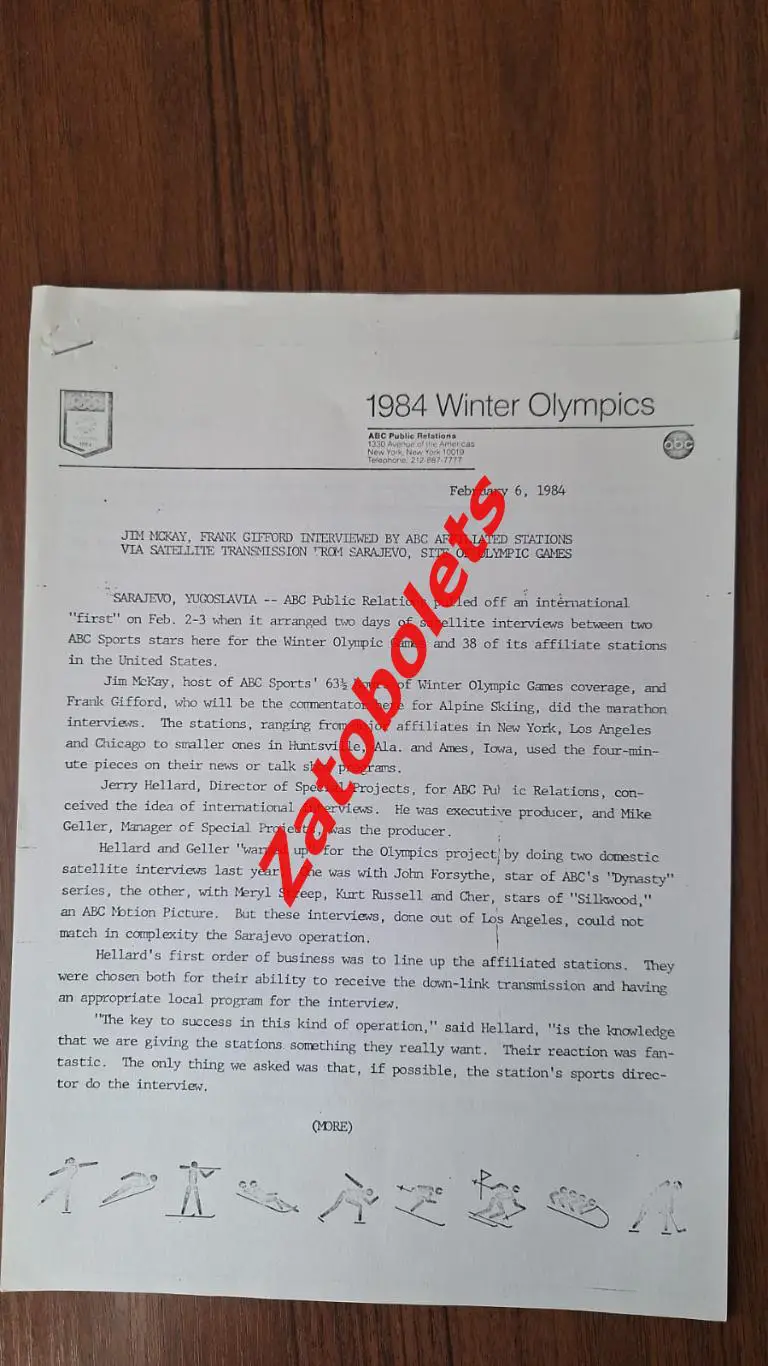 1984 Winter Olympics
ABC Public Relations
1330 Avenue of the Americas
New York, New York 10019
Telephone: 212-887-7777
abc
1984
February 6, 1984
JIM MCKAY, FRANK GIFFORD INTERVIEWED BY ABC AFFILIATED STATIONS
VIA SATELLITE TRANSMISSION FROM SARAJEVO, SITE OF OLYMPIC GAMES
SARAJEVO, YUGOSLAVIA -- ABC Public Relations pulled off an international
"first" on Feb. 2-3 when it arranged two days of satellite interviews between two
ABC Sports stars here for the Winter Olympic Games and 38 of its affiliate stations
in the United States.
Jim McKay, host of ABC Sports' 63½ hours of Winter Olympic Games coverage, and
Frank Gifford, who will be the commentator here for Alpine Skiing, did the marathon
interviews. The stations, ranging from major affiliates in New York, Los Angeles
and Chicago to smaller ones in Huntsville, Ala. and Ames, Iowa, used the four-min-
ute pieces on their news or talk show programs.
Jerry Hellard, Director of Special Projects, for ABC Pu ic Relations, con-
ceived the idea of international interviews. He was executive producer, and Mike
Geller, Manager of Special Projects, was the producer.
Hellard and Geller "warmed up" for the Olympics project by doing two domestic
satellite interviews last year. One was with John Forsythe, star of ABC's "Dynasty"
series, the other, with Meryl Streep, Kurt Russell and Cher, stars of "Silkwood,"
an ABC Motion Picture. But these interviews, done out of Los Angeles, could not
match in complexity the Sarajevo operation.
Hellard's first order of business was to line up the affiliated stations. They
were chosen both for their ability to receive the down-link transmission and having
an appropriate local program for the interview.
"The key to success in this kind of operation," said Hellard, "is the knowledge
that we are giving the stations something they really want. Their reaction was fan-
tastic. The only thing we asked was that, if possible, the station's sports direc-
tor do the interview.
(MORE)
Zatobolets